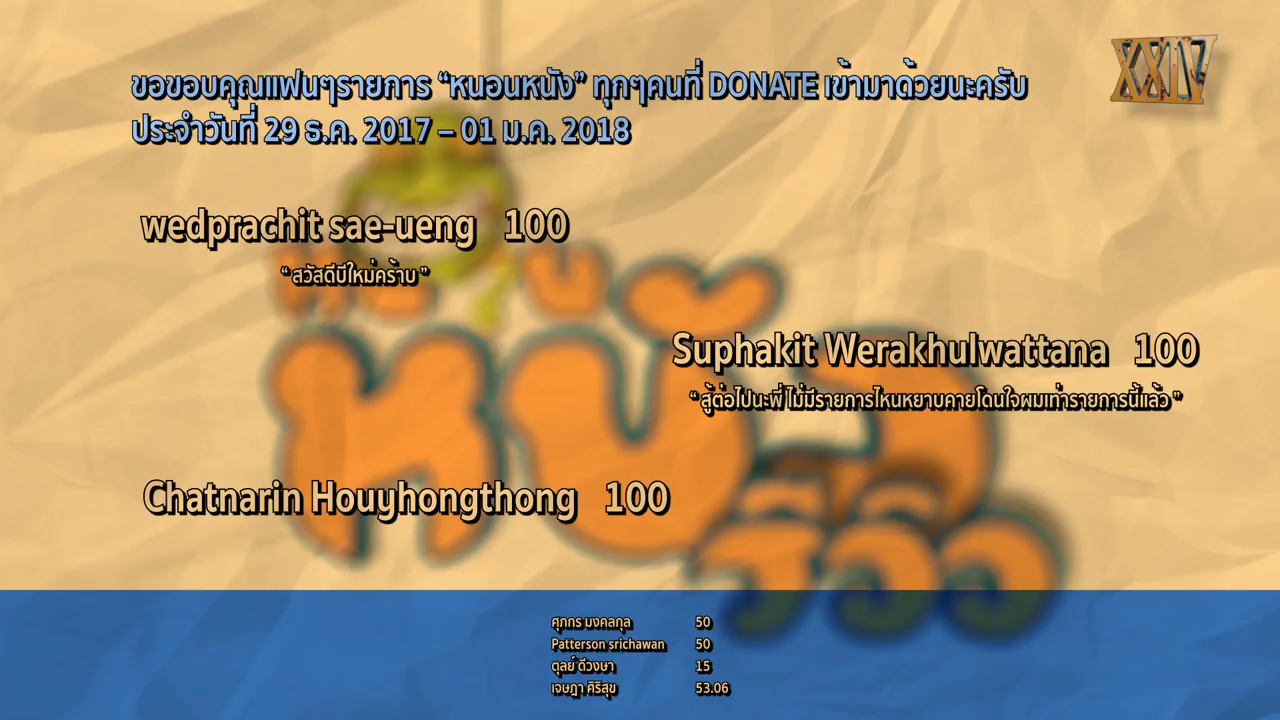 XXIV
ขอขอบคุณแฟนๆรายการ “หนอนหนัง” ทุกๆคนที่ DONATE เข้ามาด้วยนะครับ
ประจำวันที่ 29 ธ.ค. 2017 – 01 ม.ค. 2018
wedprachit sae-ueng 100
“ สวัสดีปีใหม่คร้าบ ”
Suphakit Werakhulwattana 100
“ สู้ต่อไปนะพี่ ไม่มีรายการไหนหยาบคายโดนใจผมเท่ารายการนี้แล้ว ”
Chatnarin Houyhongthong 100
ศุภกร มงคลกุล 50
Patterson srichawan 50
ตุลย์ ดีวงษา 15
เจษฎา ศิริสุข 53.06